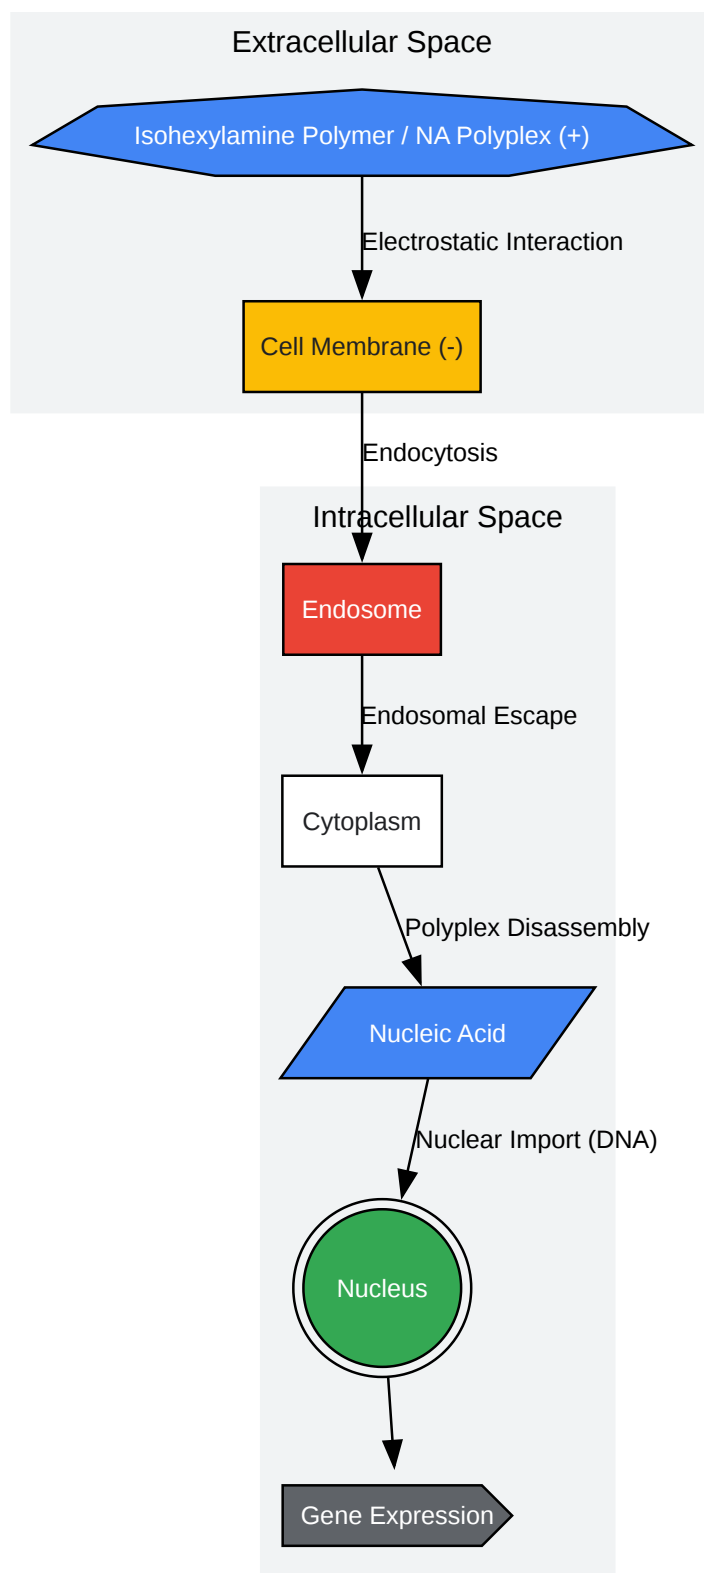 Extracellular Space
Isohexylamine Polymer / NA Polyplex (+)
Electrostatic Interaction
Cell Membrane (-)
Endocytosis
Intracellular Space
Endosome
Endosomal Escape
Cytoplasm
Polyplex Disassembly
Nucleic Acid
Nuclear Import (DNA)
Nucleus
Gene Expression